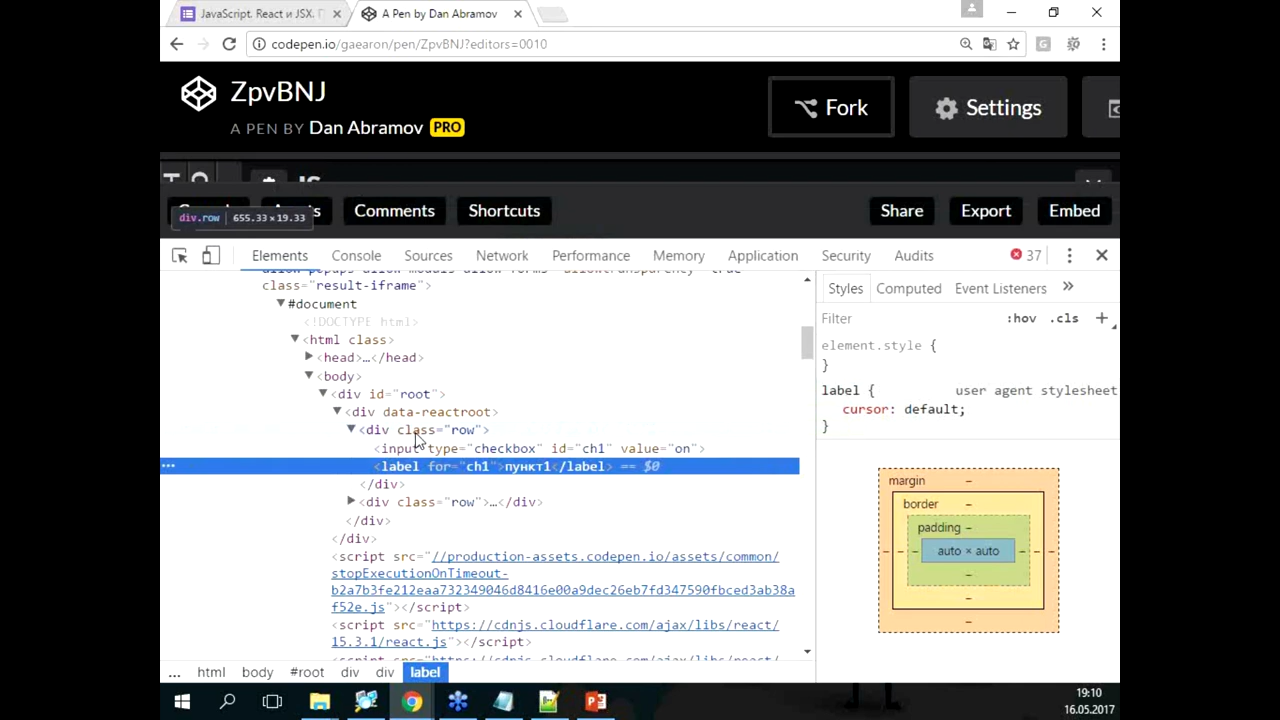 JavaScript. React и JSX.
A Pen by Dan Abramov
codepen.io/gaearon/pen/ZpvBNJ?editors=0010
ZpvBNJ
A PEN BY Dan Abramov PRO
Fork
Settings
Comments
Shortcuts
Share
Export
Embed
div.row | 655.33×19.33
Elements
Console
Sources
Network
Performance
Memory
Application
Security
Audits
37
class="result-iframe">
#document
<!DOCTYPE html>
<html class>
<head>…</head>
<body>
<div id="root">
<div data-reactroot>
<div class="row">
<input type="checkbox" id="ch1" value="on">
<label for="ch1">пункт1</label> == $0
</div>
<div class="row">…</div>
</div>
</div>
<script src="//production-assets.codepen.io/assets/common/
stopExecutionOnTimeout-
b2a7b3fe212eaa732349046d8416e00a9dec26eb7fd347590fbced3ab38a
f52e.js"></script>
<script src="https://cdnjs.cloudflare.com/ajax/libs/react/
15.3.1/react.js"></script>
Styles
Computed
Event Listeners
»
Filter
:hov .cls +
element.style {
}
label {
user agent stylesheet
cursor: default;
}
margin –
border –
padding –
auto × auto
... html body #root div div label
19:10
16.05.2017